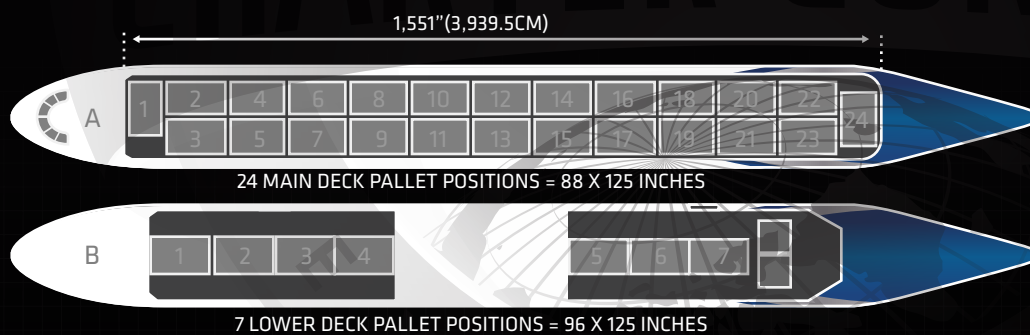 1,551”(3,939.5CM)
A
1
2 4 6 8 10 12 14 16 18 20 22
3 5 7 9 11 13 15 17 19 21 23
24
24 MAIN DECK PALLET POSITIONS = 88 X 125 INCHES
B
1 2 3 4 5 6 7
7 LOWER DECK PALLET POSITIONS = 96 X 125 INCHES